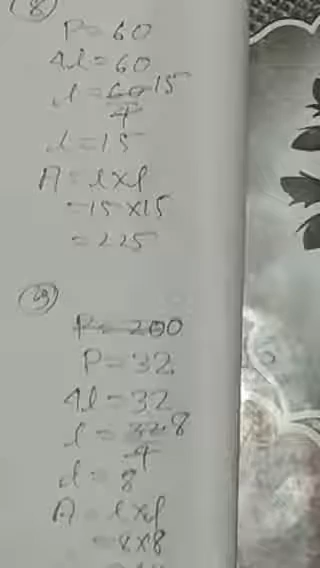 (8)
P = 60
4l = 60
l = 60 15
4
l = 15
A = l×l
= 15 × 15
= 225
(9)
P = 200
P = 32
4l = 32
l = 32 8
4
l = 8
A = l×l
= 8×8